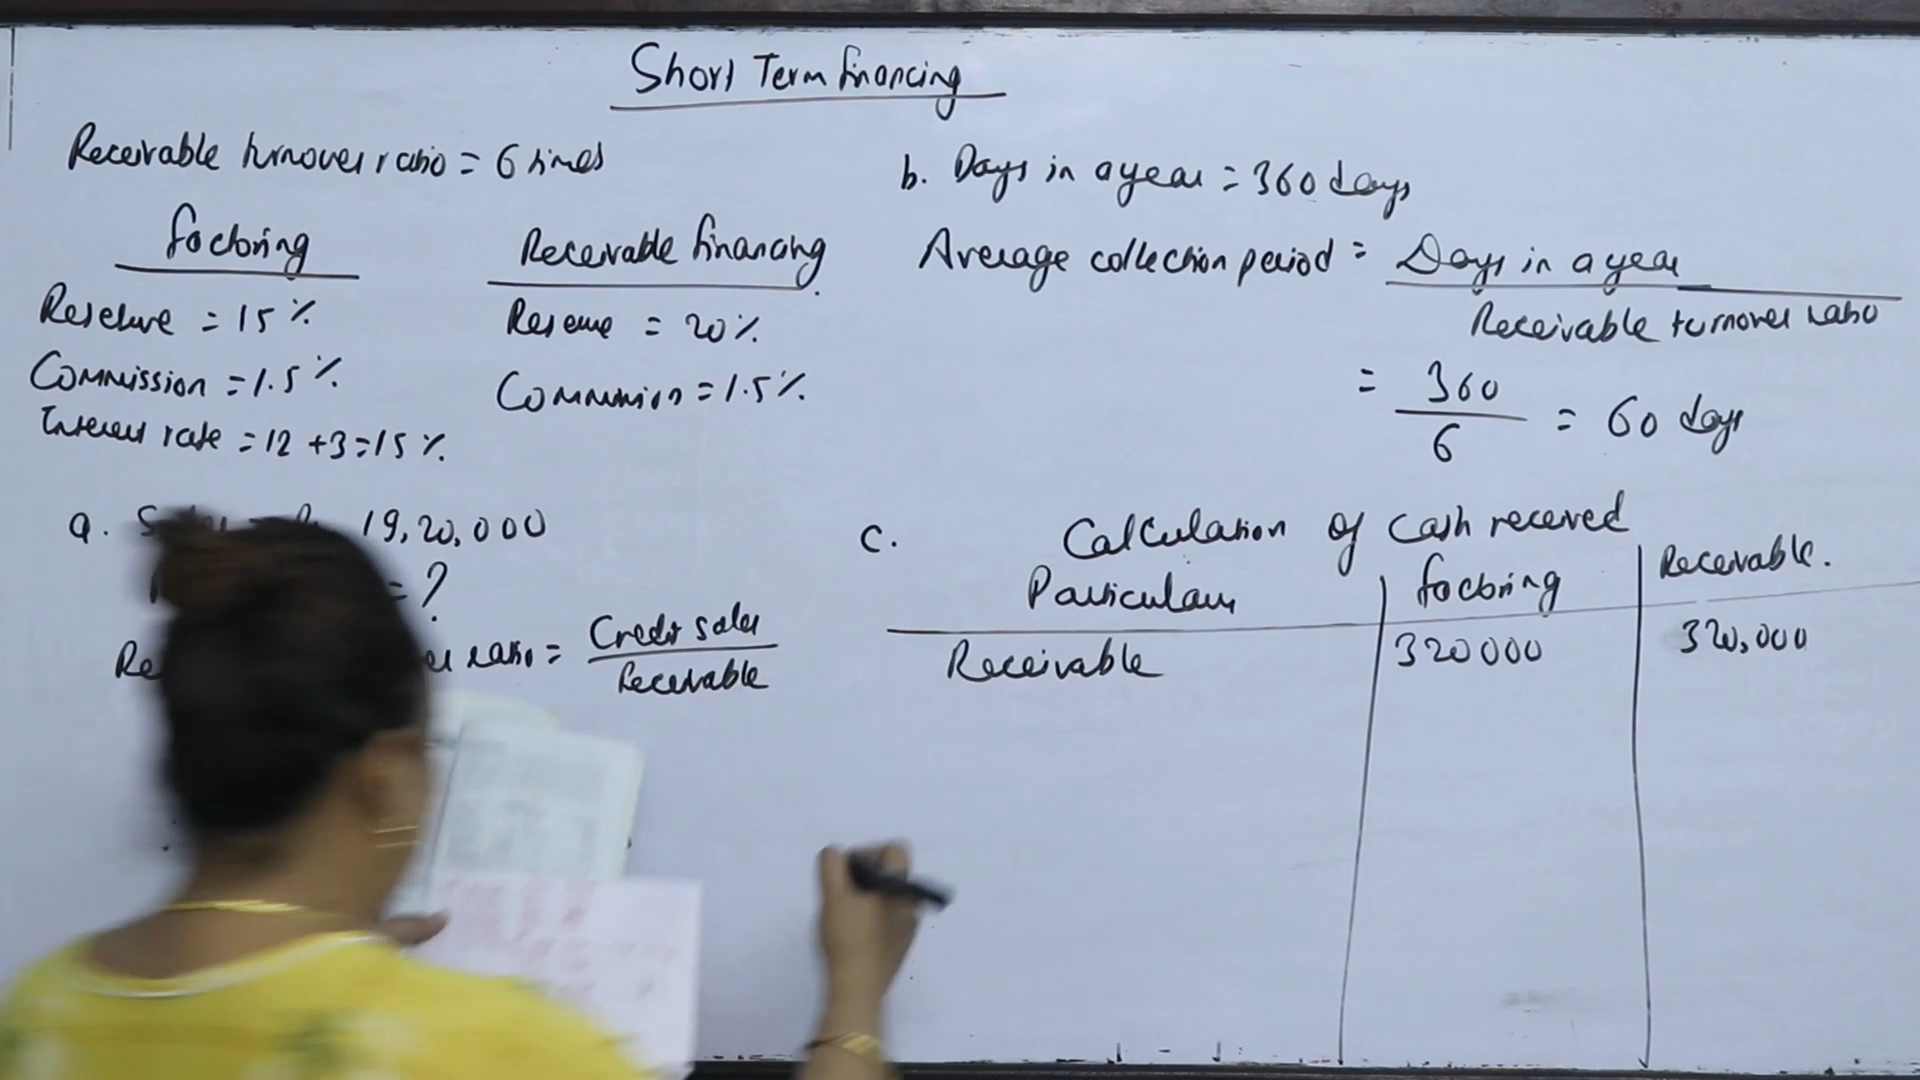 Short Term financing
Receivable turnover ratio = 6 times
factoring
Receivable financing
Reserve = 15 %
Reserve = 20 %
Commission = 1.5 %
Commission = 1.5 %
Interest rate = 12 + 3 = 15 %
a. 19,20,000
= ?
ratio = Credit sales
Receivable
b. Days in a year = 360 days
Average collection period = Days in a year
Receivable turnover ratio
= 360
6
= 60 days
c. Calculation of Cash received
Particulars factoring Receivable.
Receivable 320000 320,000